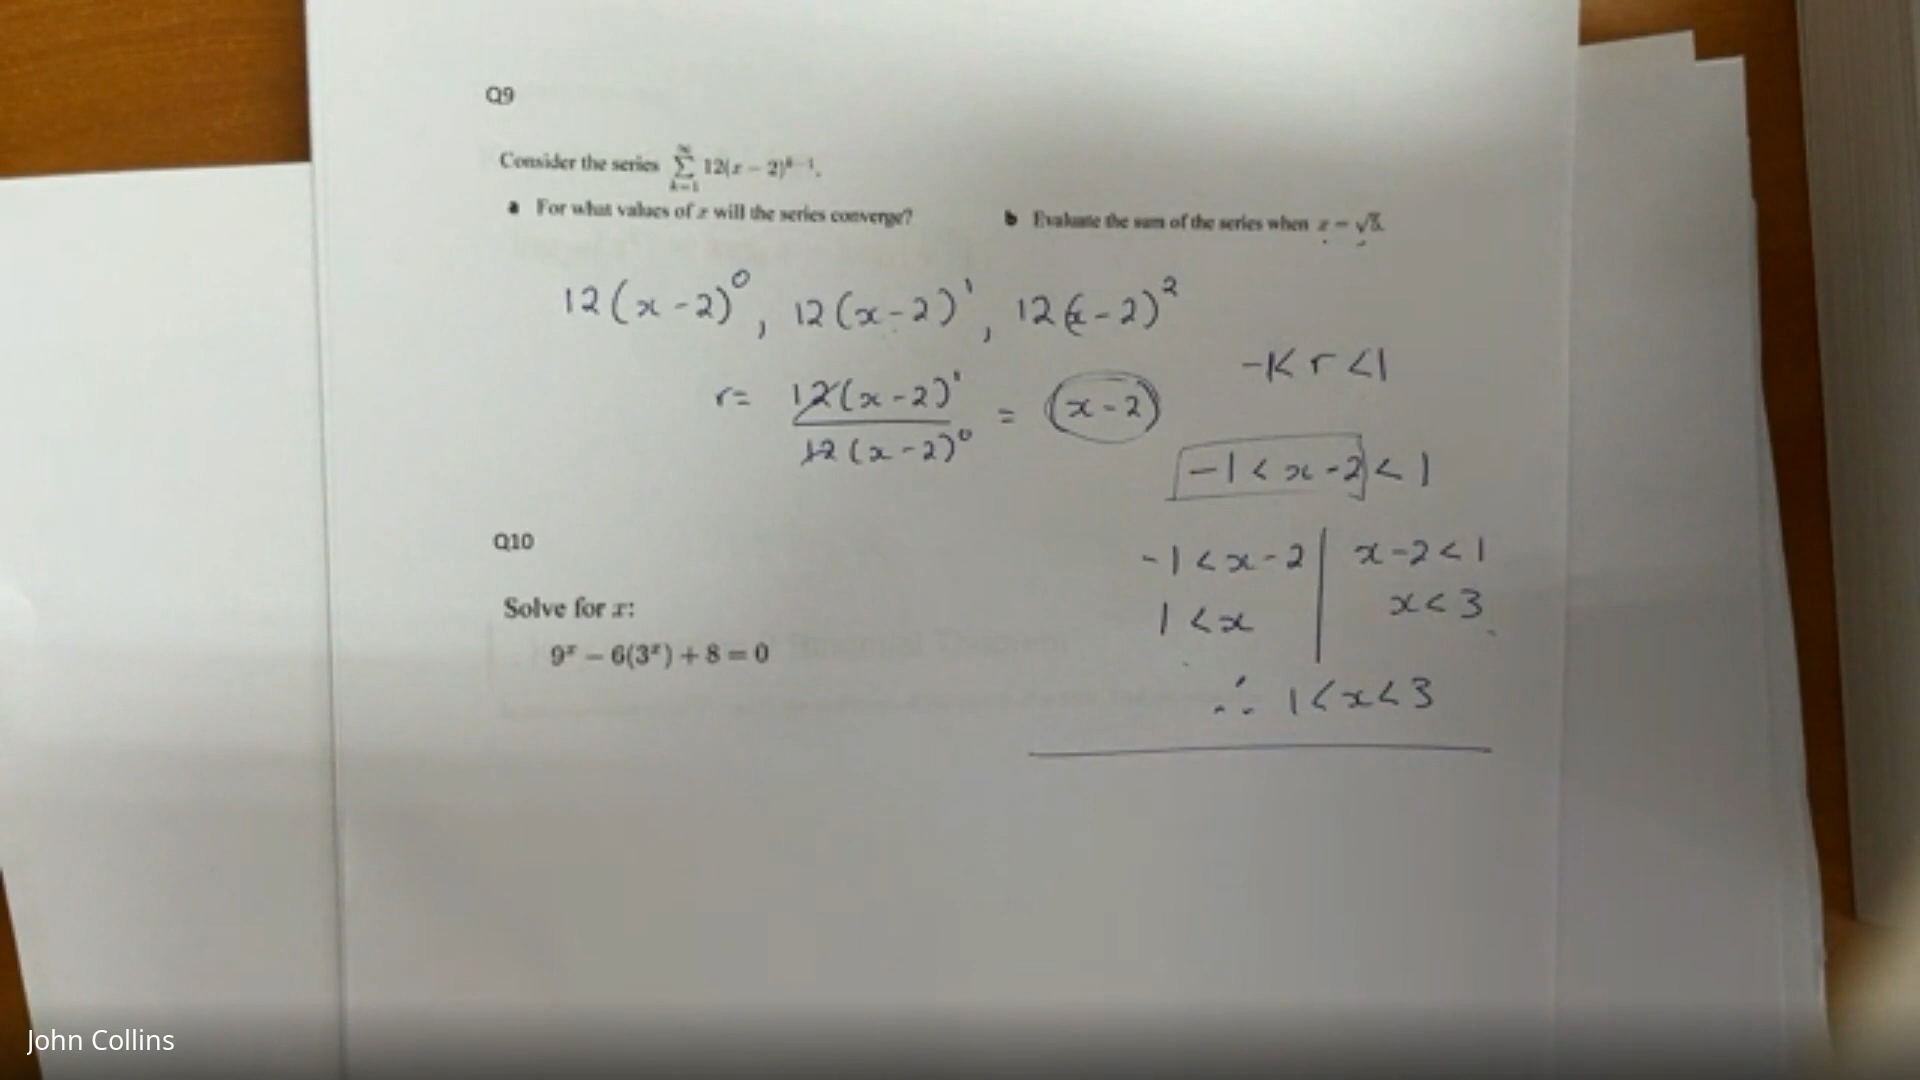 Q9
Consider the series ∑_{k=1}^{∞} 12(x − 2)^{k−1}.
a For what values of x will the series converge?
b Evaluate the sum of the series when x = √5.
12(x-2)^0, 12(x-2)^1, 12(x-2)^2
-1< r <1
r= 12(x-2)^1 / 12(x-2)^0 = (x-2)
-1 < x-2 < 1
-1 < x-2 | x-2 < 1
1 < x | x < 3
∴ 1 < x < 3
Q10
Solve for x:
9^x − 6(3^x) + 8 = 0
John Collins